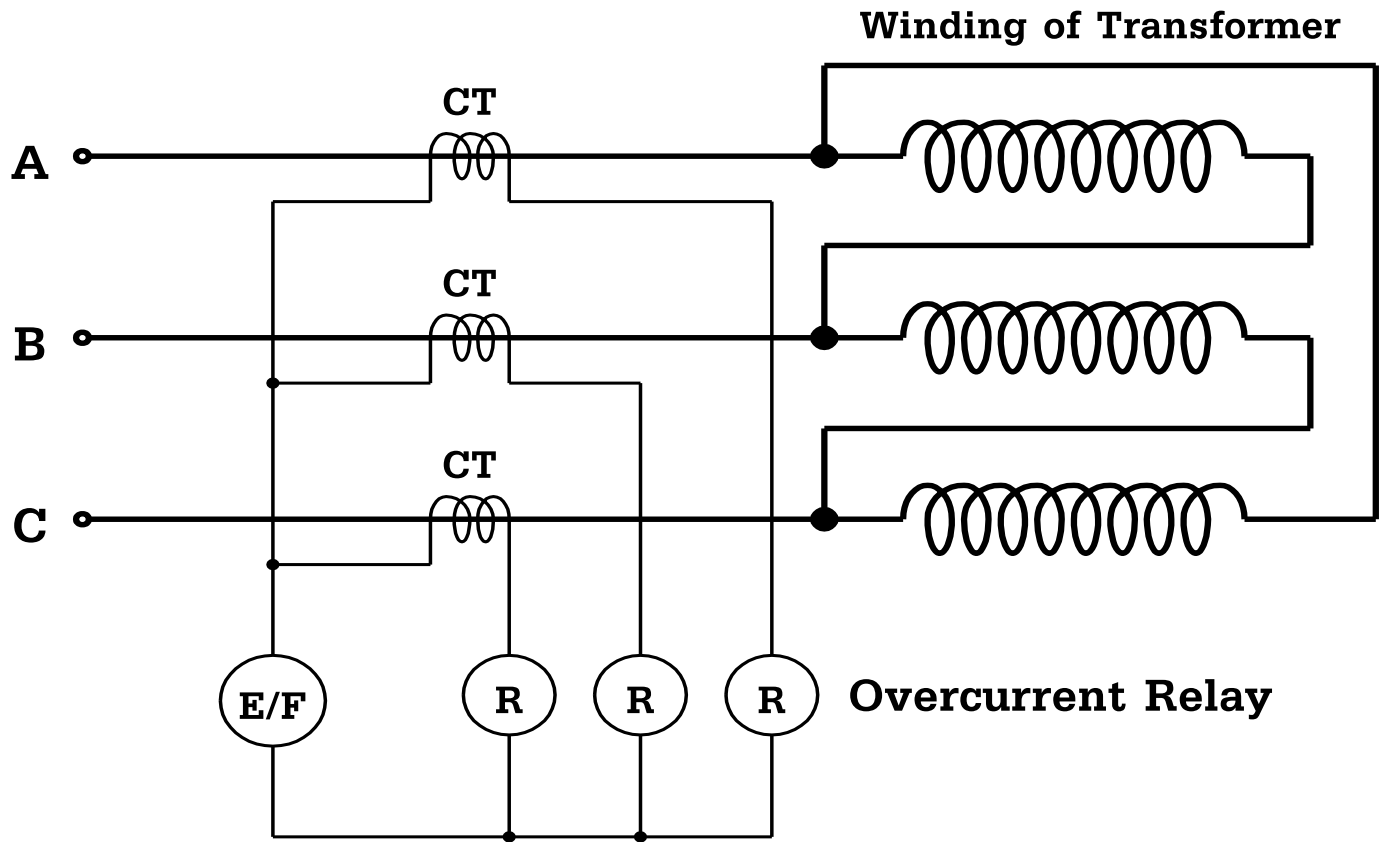 Winding of Transformer
CT
A
CT
B
CT
C
E/F
R
R
R
Overcurrent Relay